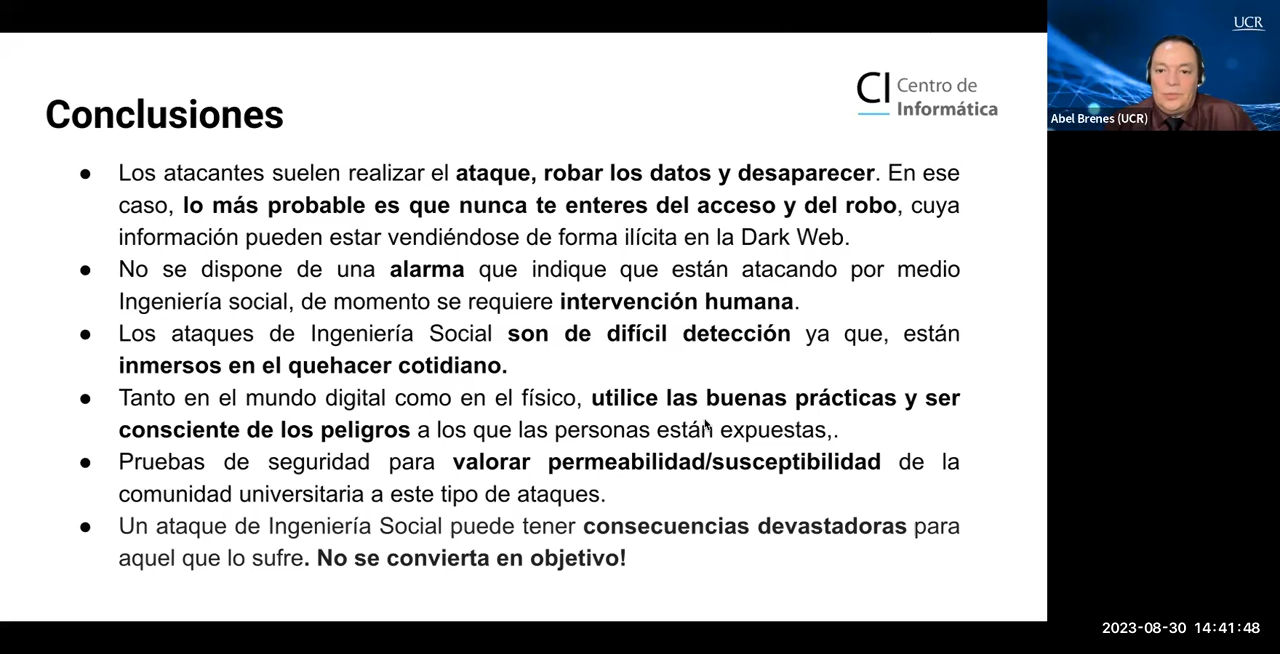 UCR
Abel Brenes (UCR)
CI Centro de
Informática
Conclusiones
● Los atacantes suelen realizar el ataque, robar los datos y desaparecer. En ese
caso, lo más probable es que nunca te enteres del acceso y del robo, cuya
información pueden estar vendiéndose de forma ilícita en la Dark Web.
● No se dispone de una alarma que indique que están atacando por medio
Ingeniería social, de momento se requiere intervención humana.
● Los ataques de Ingeniería Social son de difícil detección ya que, están
inmersos en el quehacer cotidiano.
● Tanto en el mundo digital como en el físico, utilice las buenas prácticas y ser
consciente de los peligros a los que las personas están expuestas,.
● Pruebas de seguridad para valorar permeabilidad/susceptibilidad de la
comunidad universitaria a este tipo de ataques.
● Un ataque de Ingeniería Social puede tener consecuencias devastadoras para
aquel que lo sufre. No se convierta en objetivo!
2023-08-30 14:41:48